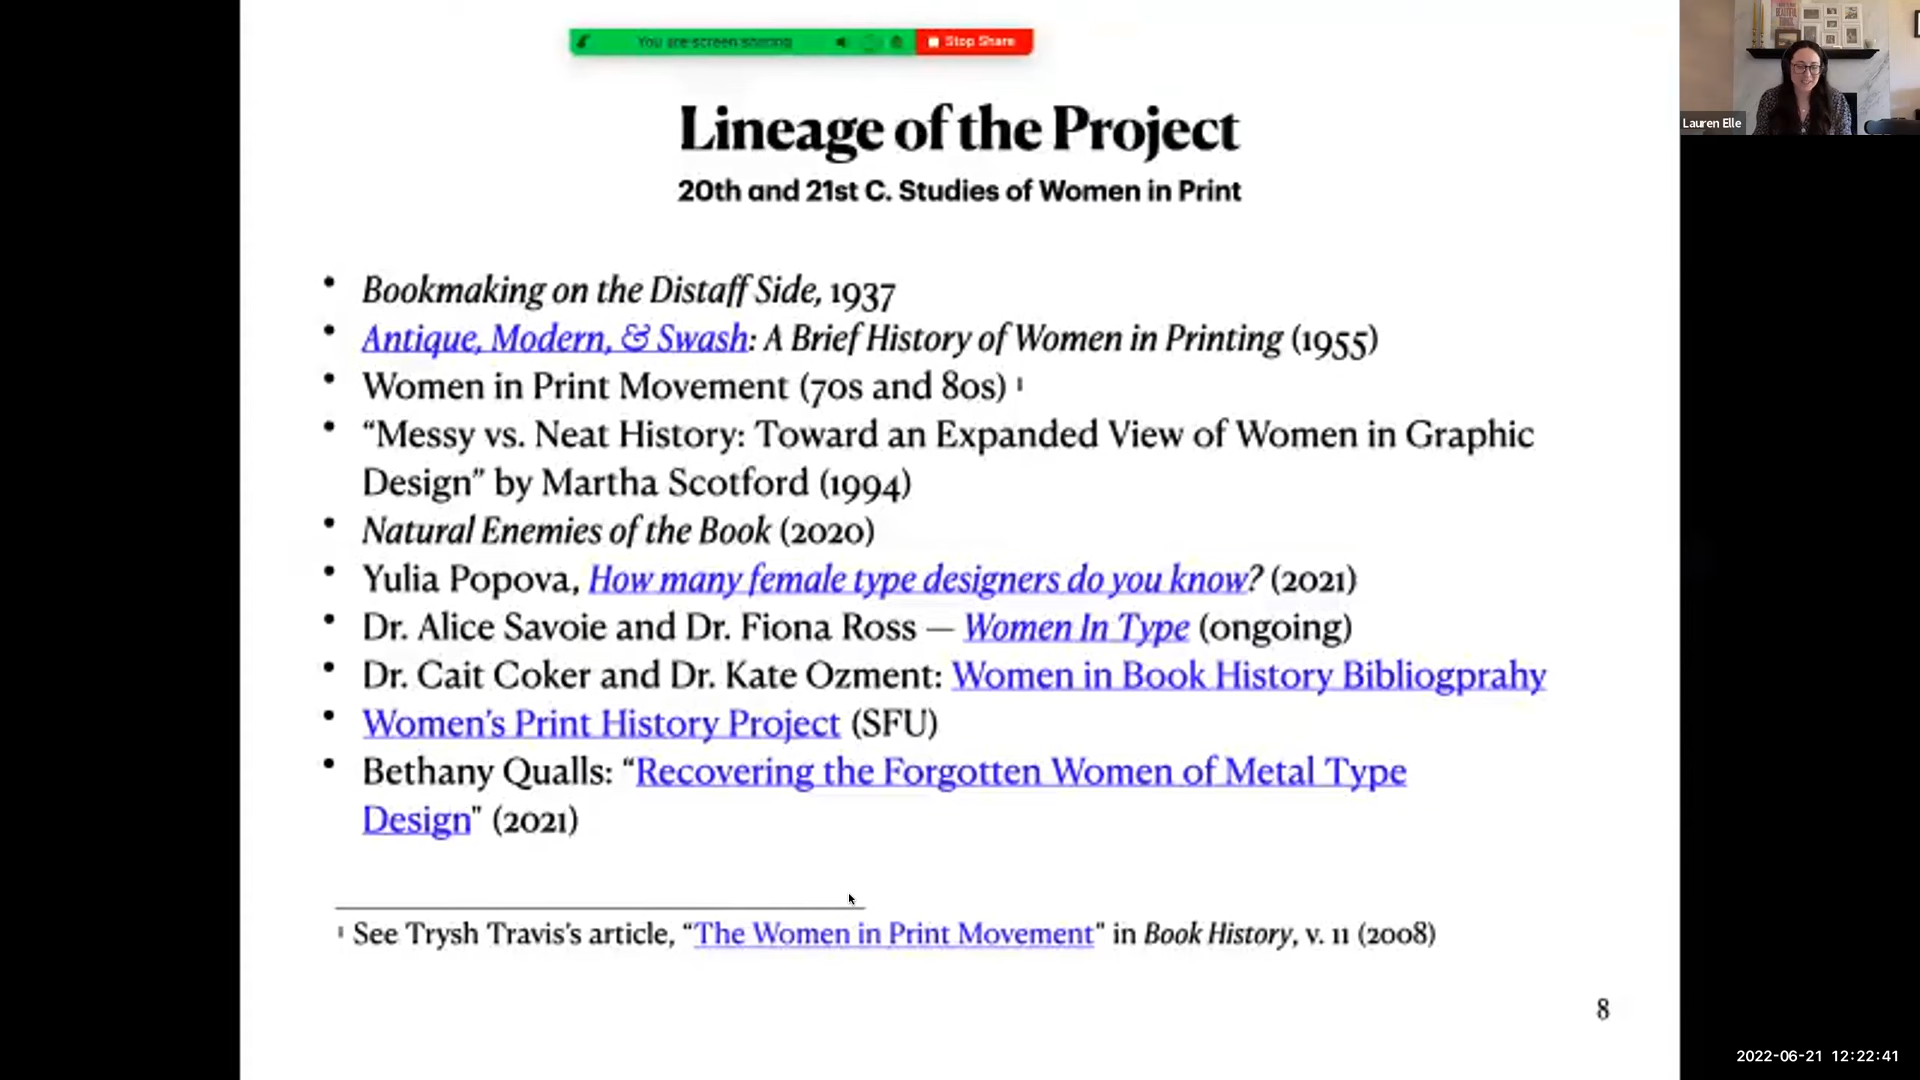 You are screen sharing
Stop Share
Lauren Elle
Lineage of the Project
20th and 21st C. Studies of Women in Print
• Bookmaking on the Distaff Side, 1937
• Antique, Modern, & Swash: A Brief History of Women in Printing (1955)
• Women in Print Movement (70s and 80s) 1
• “Messy vs. Neat History: Toward an Expanded View of Women in Graphic
Design” by Martha Scotford (1994)
• Natural Enemies of the Book (2020)
• Yulia Popova, How many female type designers do you know? (2021)
• Dr. Alice Savoie and Dr. Fiona Ross — Women In Type (ongoing)
• Dr. Cait Coker and Dr. Kate Ozment: Women in Book History Bibliogprahy
• Women’s Print History Project (SFU)
• Bethany Qualls: “Recovering the Forgotten Women of Metal Type
Design" (2021)
1 See Trysh Travis’s article, “The Women in Print Movement" in Book History, v. 11 (2008)
8
2022-06-21 12:22:41